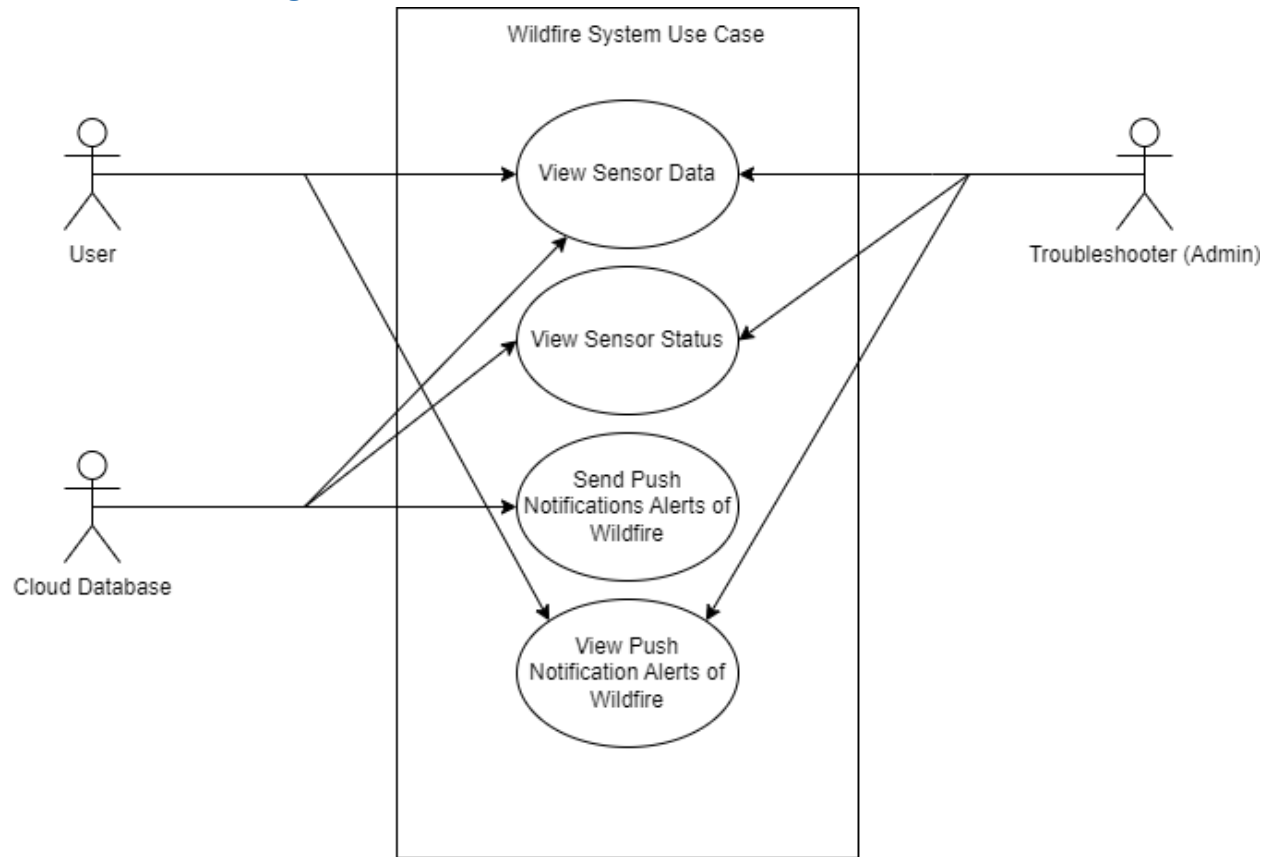 Wildfire System Use Case
View Sensor Data
User
Troubleshooter (Admin)
View Sensor Status
Send Push
Notifications Alerts of
Wildfire
Cloud Database
View Push
Notification Alerts of
Wildfire